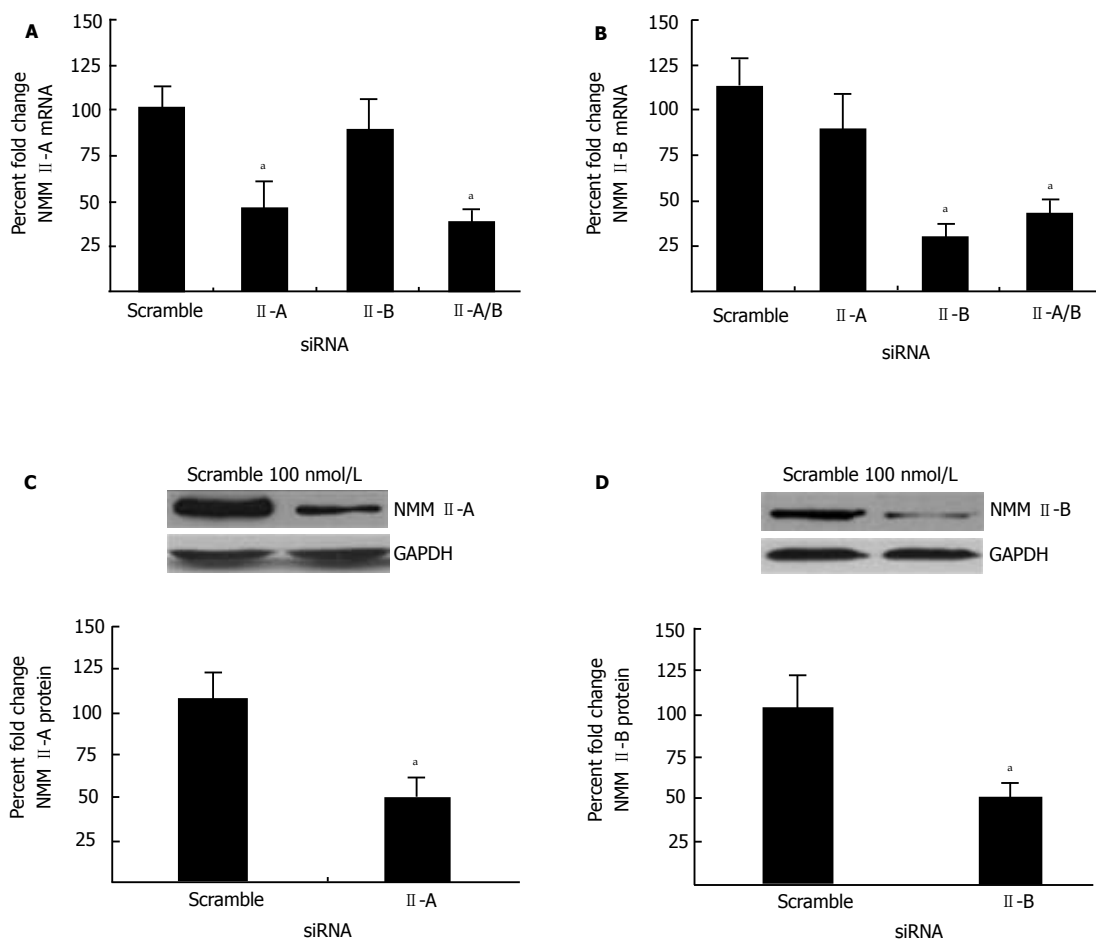 A
Percent fold change
NMM Ⅱ-A mRNA
150
125
100
75
50
25
a
a
Scramble Ⅱ-A Ⅱ-B Ⅱ-A/B
siRNA
B
Percent fold change
NMM Ⅱ-B mRNA
150
125
100
75
50
25
a
a
Scramble Ⅱ-A Ⅱ-B Ⅱ-A/B
siRNA
C
Scramble 100 nmol/L
NMM Ⅱ-A
GAPDH
Percent fold change
NMM Ⅱ-A protein
150
125
100
75
50
25
a
Scramble Ⅱ-A
siRNA
D
Scramble 100 nmol/L
NMM Ⅱ-B
GAPDH
Percent fold change
NMM Ⅱ-B protein
150
125
100
75
50
25
a
Scramble Ⅱ-B
siRNA